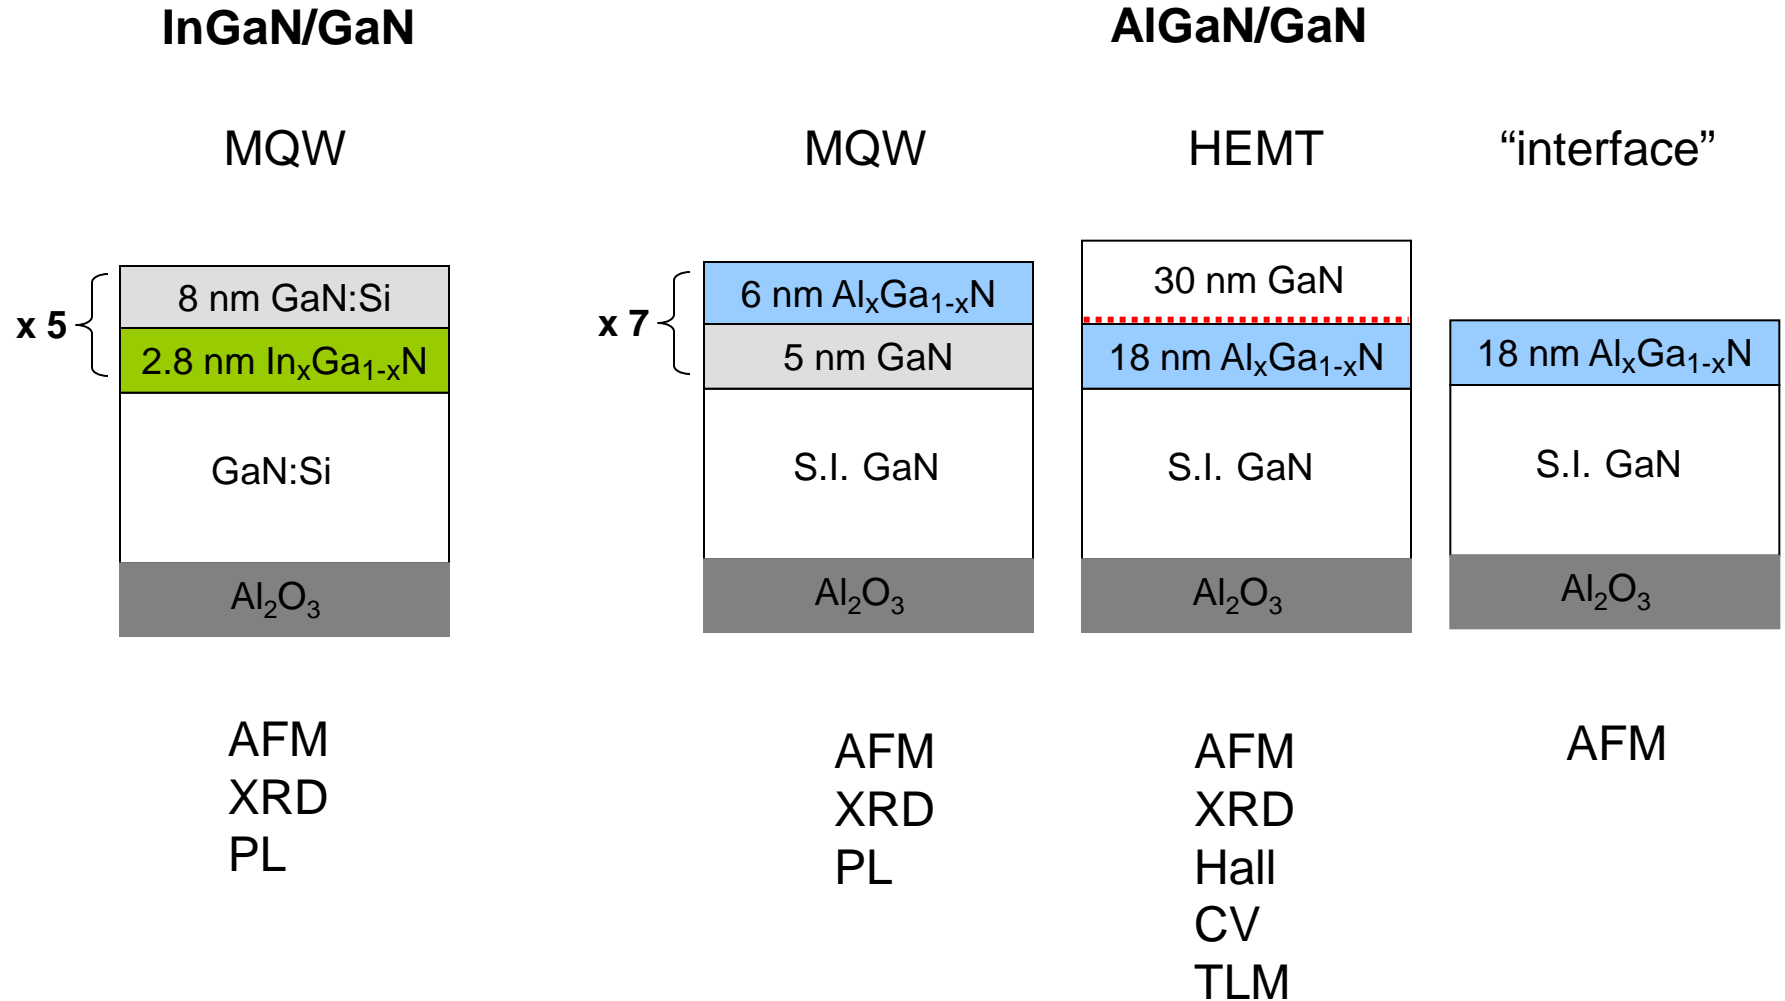 InGaN/GaN
AlGaN/GaN
MQW
MQW
HEMT
“interface”
x 5
8 nm GaN:Si
2.8 nm InₓGa₁₋ₓN
GaN:Si
Al₂O₃
x 7
6 nm AlₓGa₁₋ₓN
5 nm GaN
S.I. GaN
Al₂O₃
30 nm GaN
18 nm AlₓGa₁₋ₓN
S.I. GaN
Al₂O₃
18 nm AlₓGa₁₋ₓN
S.I. GaN
Al₂O₃
AFM
XRD
PL
AFM
XRD
PL
AFM
XRD
Hall
CV
TLM
AFM